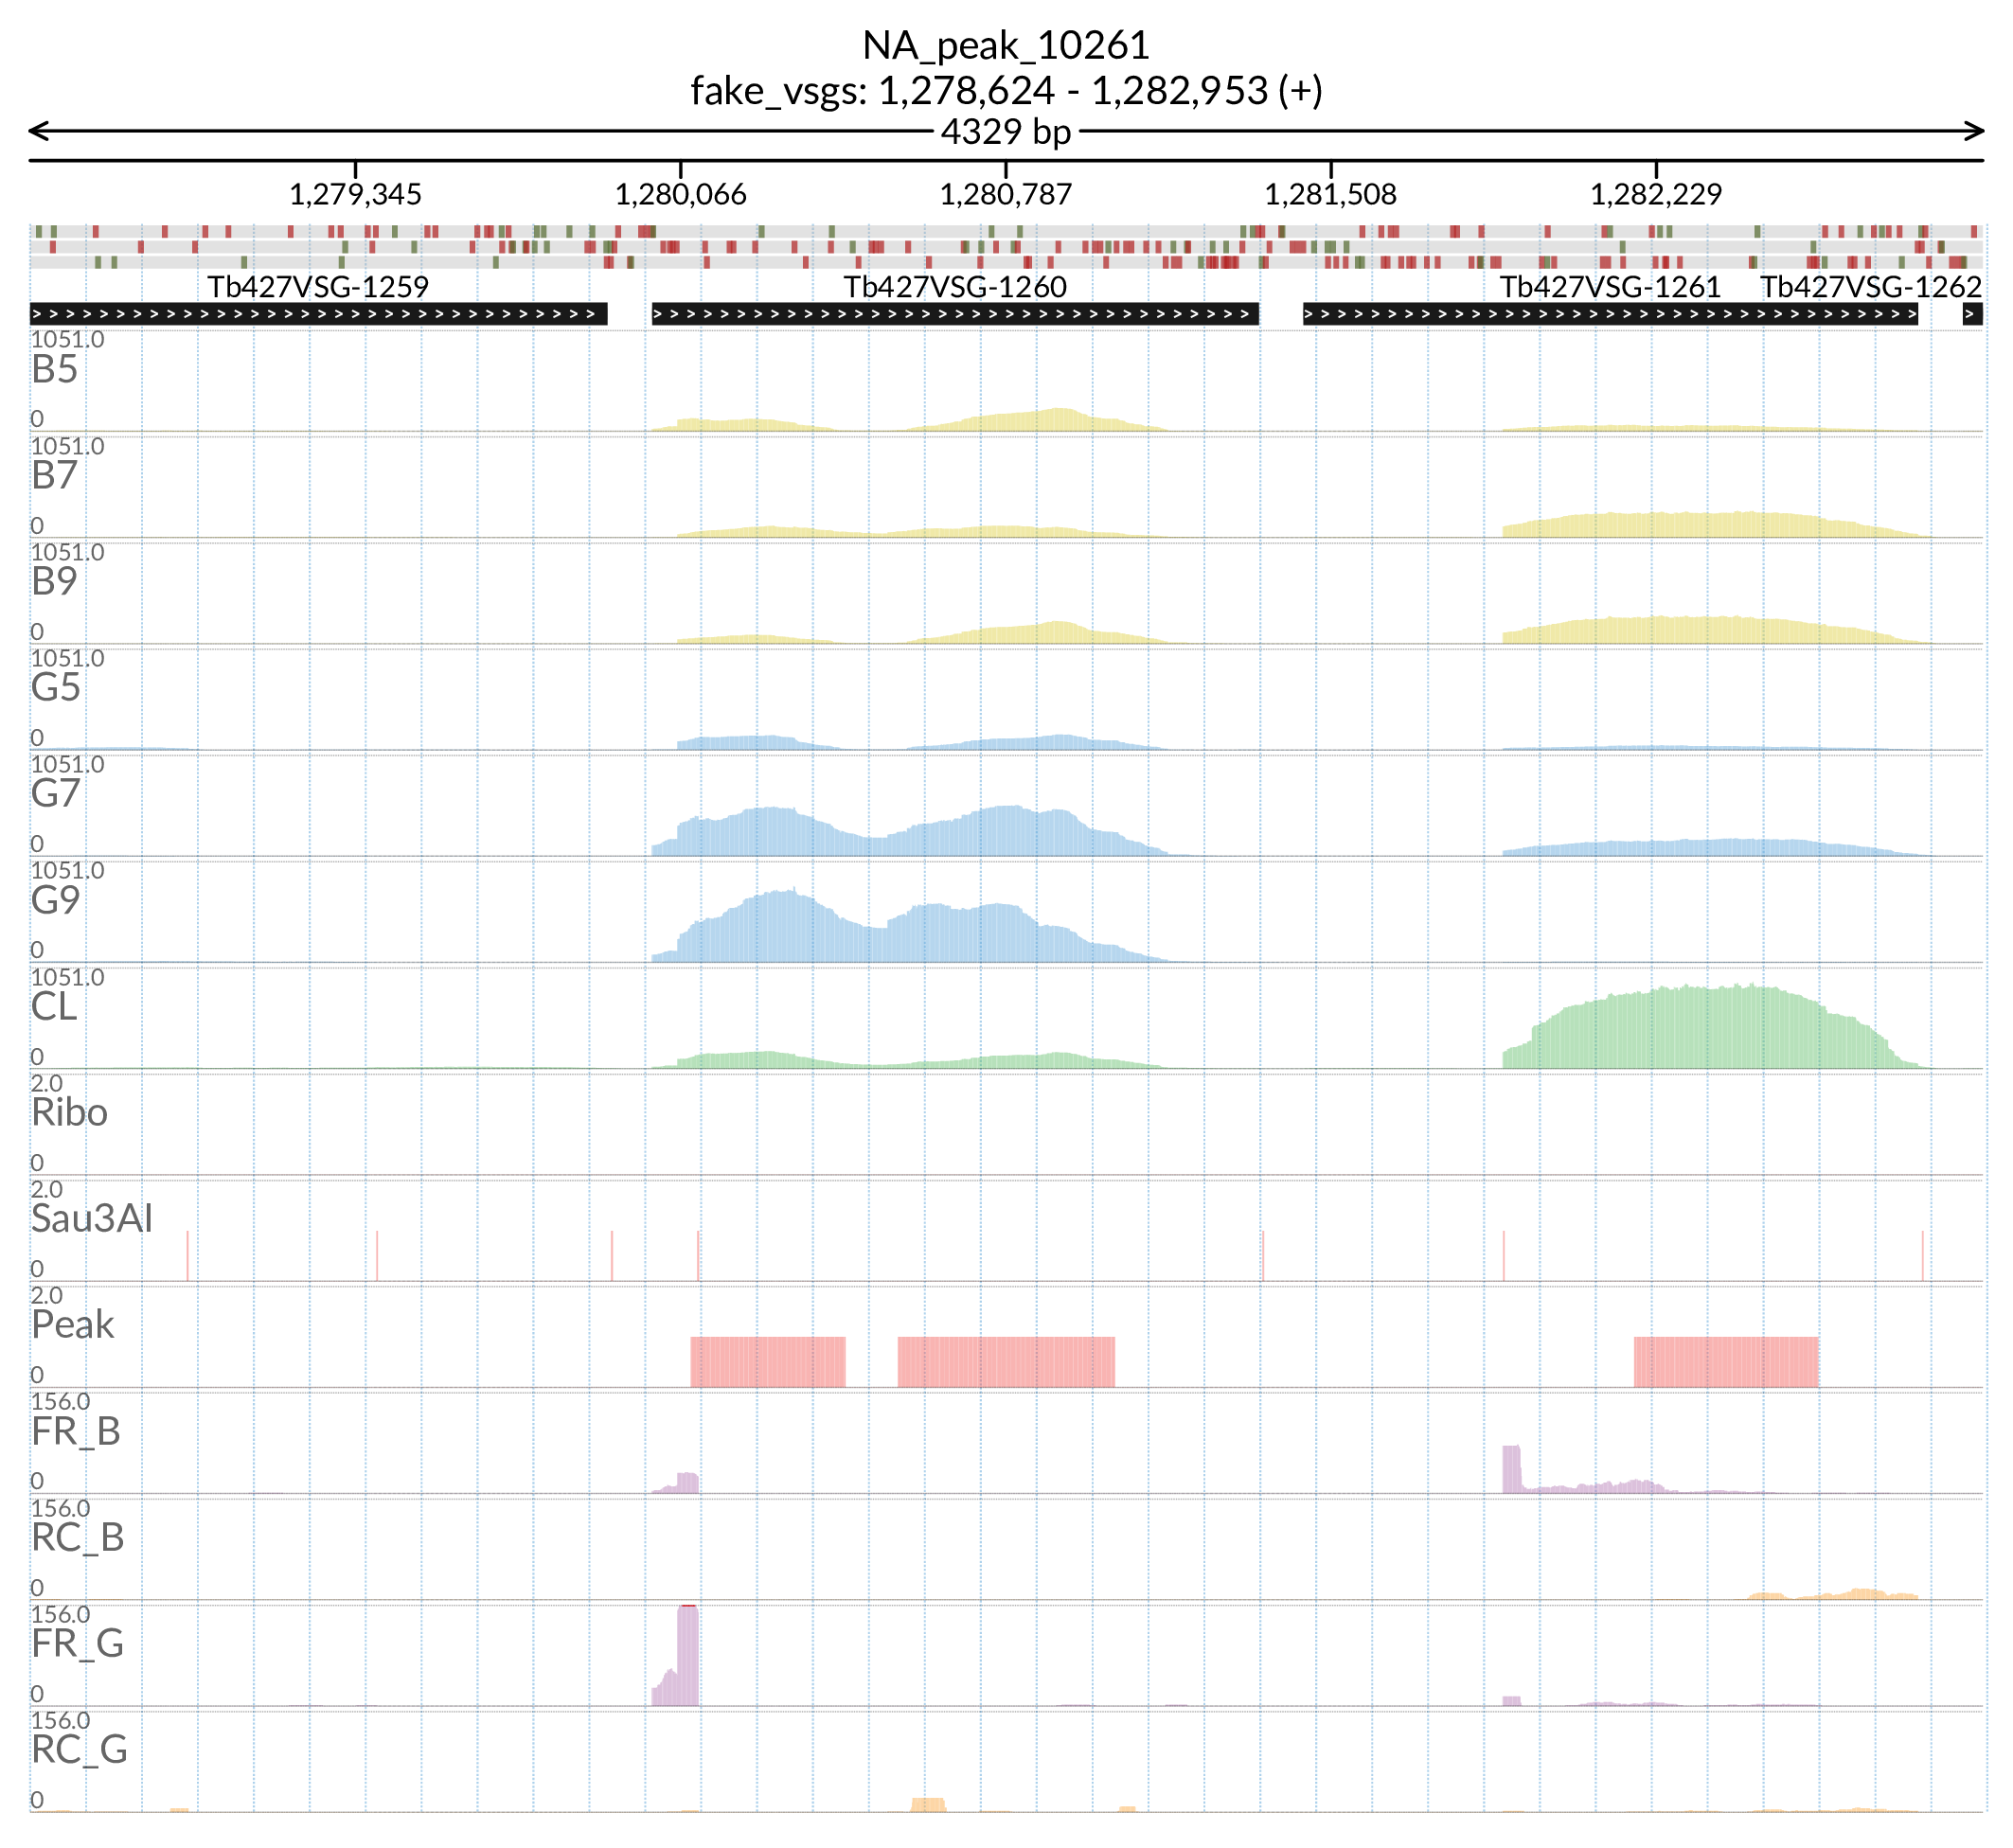 NA_peak_10261
fake_vsgs: 1,278,624 - 1,282,953 (+)
4329 bp
1,279,345 1,280,066 1,280,787 1,281,508 1,282,229
Tb427VSG-1259 Tb427VSG-1260 Tb427VSG-1261 Tb427VSG-1262
1051.0
B5
0
1051.0
B7
0
1051.0
B9
0
1051.0
G5
0
1051.0
G7
0
1051.0
G9
0
1051.0
CL
0
2.0
Ribo
0
2.0
Sau3AI
0
2.0
Peak
0
156.0
FR_B
0
156.0
RC_B
0
156.0
FR_G
0
156.0
RC_G
0